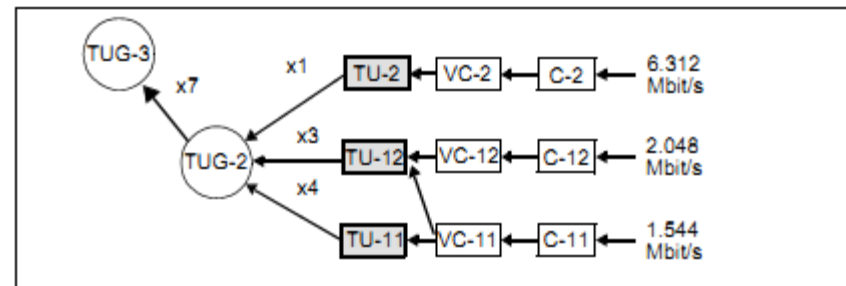 TUG-3
x7
x1
TU-2
VC-2
C-2
6.312
Mbit/s
TUG-2
x3
TU-12
VC-12
C-12
2.048
Mbit/s
x4
TU-11
VC-11
C-11
1.544
Mbit/s